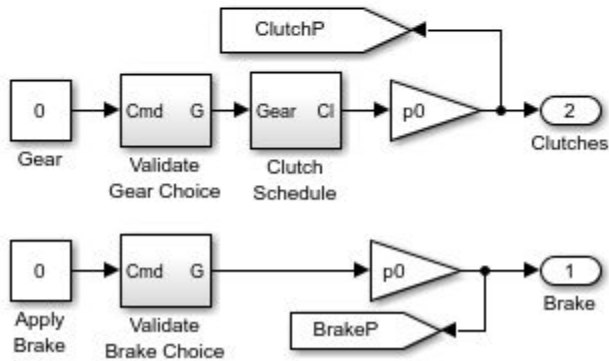 ClutchP
0
Cmd G
Gear Cl
p0
2
Gear
Validate
Gear Choice
Clutch
Schedule
Clutches
0
Cmd G
p0
1
Apply
Brake
Validate
Brake Choice
BrakeP
Brake